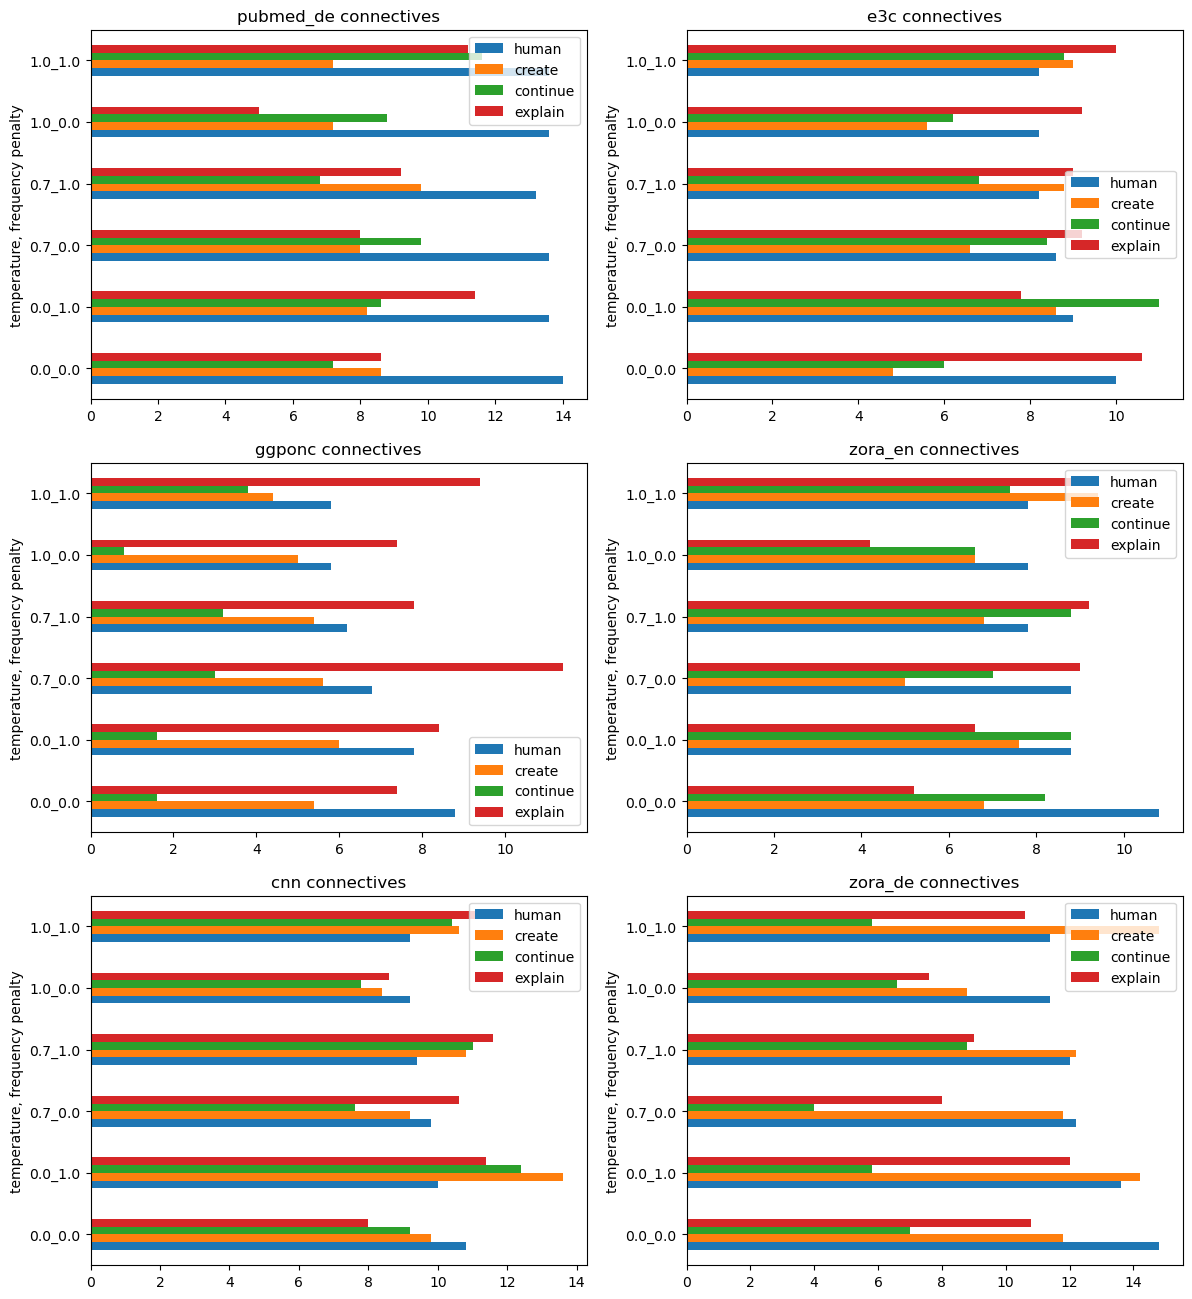 pubmed_de connectives
temperature, frequency penalty
1.0_1.0
1.0_0.0
0.7_1.0
0.7_0.0
0.0_1.0
0.0_0.0
0 2 4 6 8 10 12 14
human
create
continue
explain
e3c connectives
temperature, frequency penalty
1.0_1.0
1.0_0.0
0.7_1.0
0.7_0.0
0.0_1.0
0.0_0.0
0 2 4 6 8 10
human
create
continue
explain
ggponc connectives
temperature, frequency penalty
1.0_1.0
1.0_0.0
0.7_1.0
0.7_0.0
0.0_1.0
0.0_0.0
0 2 4 6 8 10
human
create
continue
explain
zora_en connectives
temperature, frequency penalty
1.0_1.0
1.0_0.0
0.7_1.0
0.7_0.0
0.0_1.0
0.0_0.0
0 2 4 6 8 10
human
create
continue
explain
cnn connectives
temperature, frequency penalty
1.0_1.0
1.0_0.0
0.7_1.0
0.7_0.0
0.0_1.0
0.0_0.0
0 2 4 6 8 10 12 14
human
create
continue
explain
zora_de connectives
temperature, frequency penalty
1.0_1.0
1.0_0.0
0.7_1.0
0.7_0.0
0.0_1.0
0.0_0.0
0 2 4 6 8 10 12 14
human
create
continue
explain